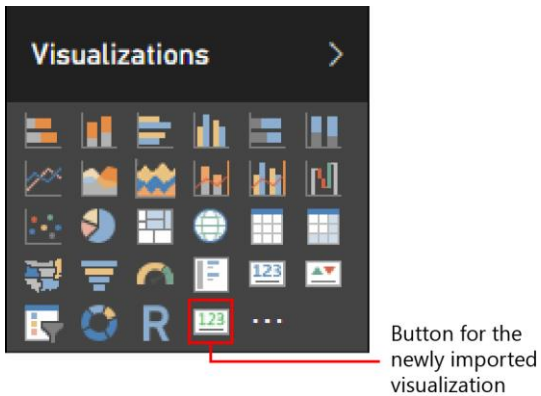 Visualizations
123
R
123
Button for the
newly imported
visualization